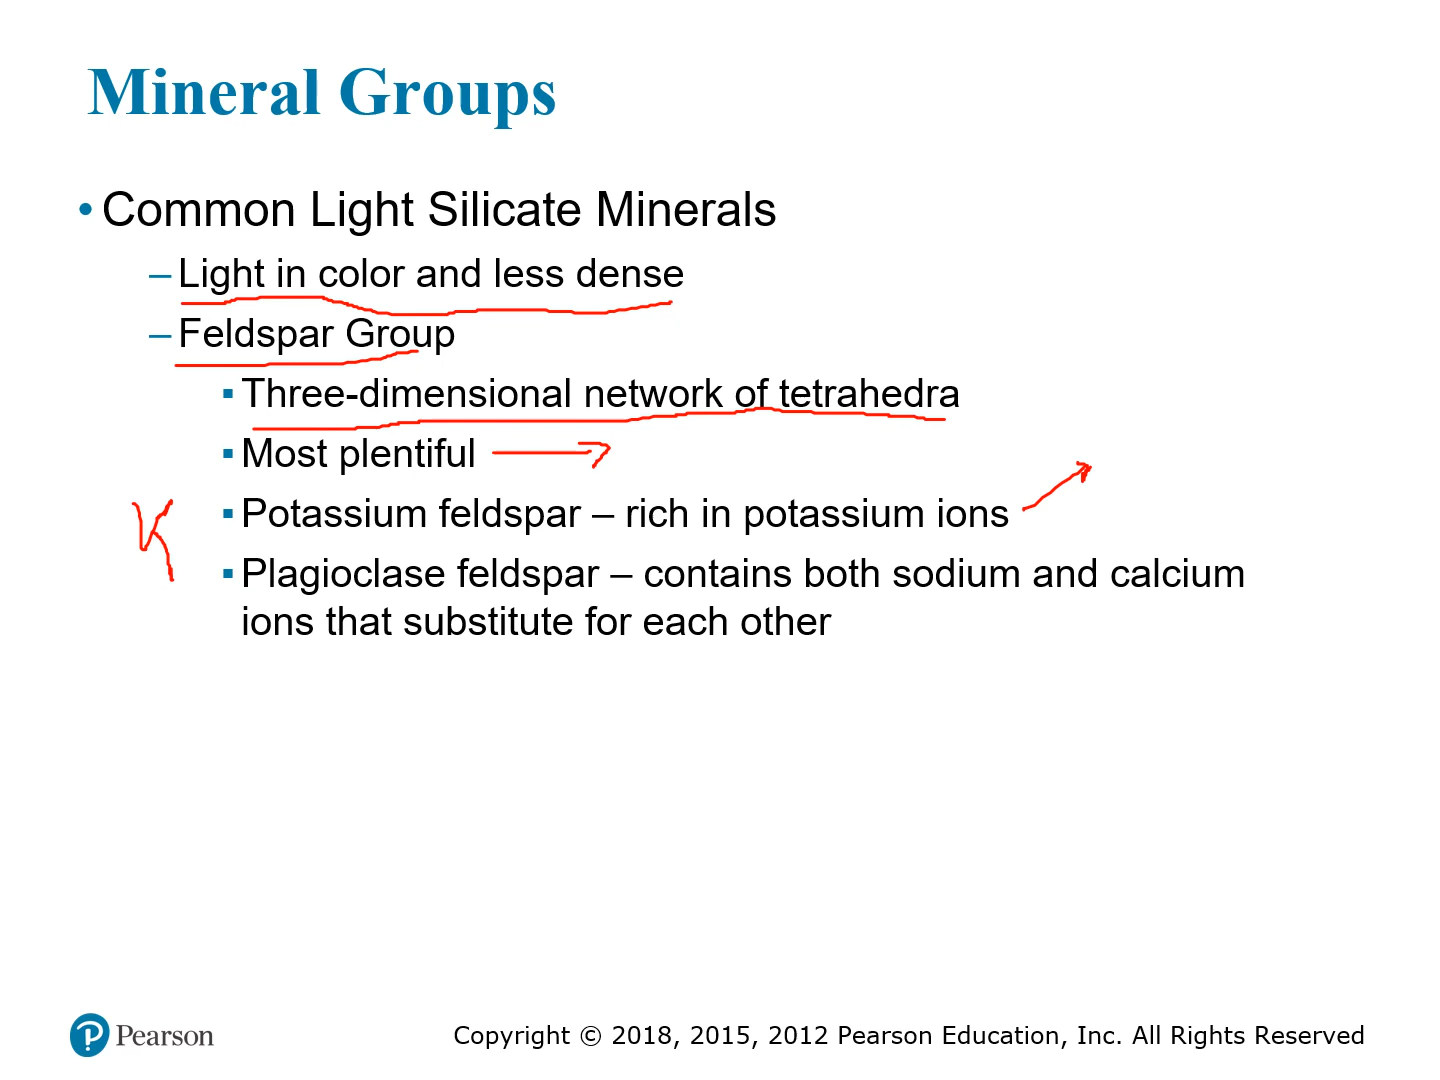 Mineral Groups
• Common Light Silicate Minerals
– Light in color and less dense
– Feldspar Group
▪ Three-dimensional network of tetrahedra
▪ Most plentiful
K
▪ Potassium feldspar – rich in potassium ions
▪ Plagioclase feldspar – contains both sodium and calcium
ions that substitute for each other
Pearson
Copyright © 2018, 2015, 2012 Pearson Education, Inc. All Rights Reserved